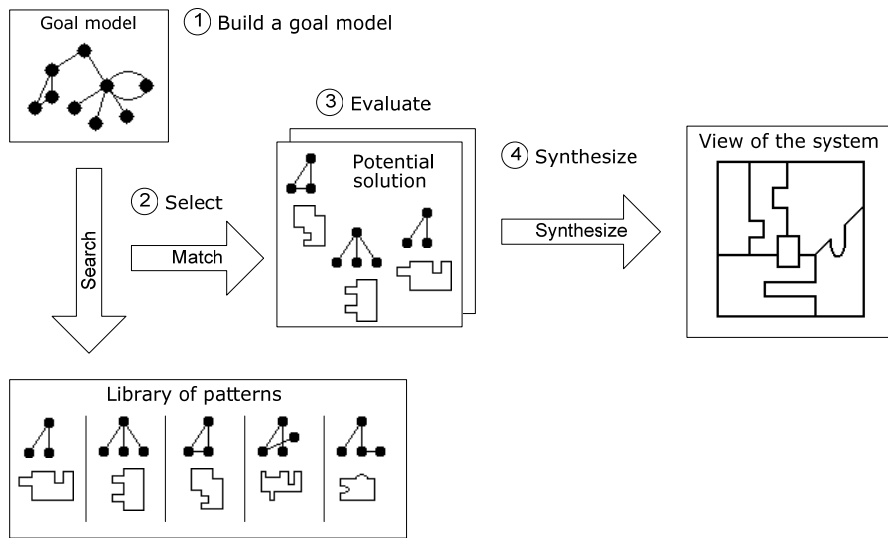 Goal model
1 Build a goal model
3 Evaluate
Potential
solution
4 Synthesize
View of the system
2 Select
Search
Match
Synthesize
Library of patterns